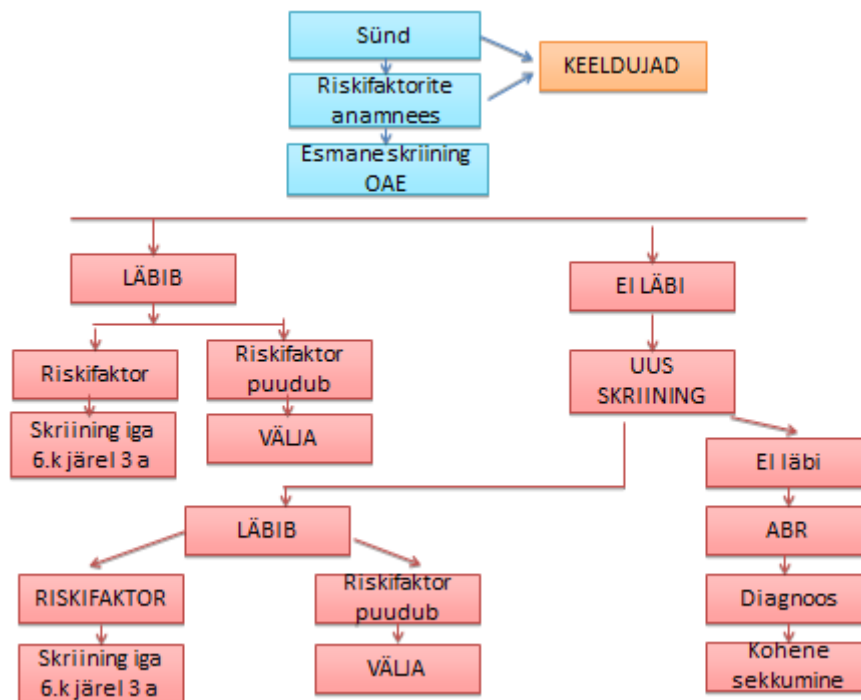 Sünd
KEELDUJAD
Riskifaktorite
anamnees
Esmane skriining
OAE
LÄBIB
EI LÄBI
Riskifaktor
Riskifaktor
puudub
UUS
SKRIINING
Skriining iga
6.k järel 3 a
VÄLJA
EI läbi
LÄBIB
ABR
RISKIFAKTOR
Riskifaktor
puudub
Diagnoos
Skriining iga
6.k järel 3 a
VÄLJA
Kohene
sekkumine